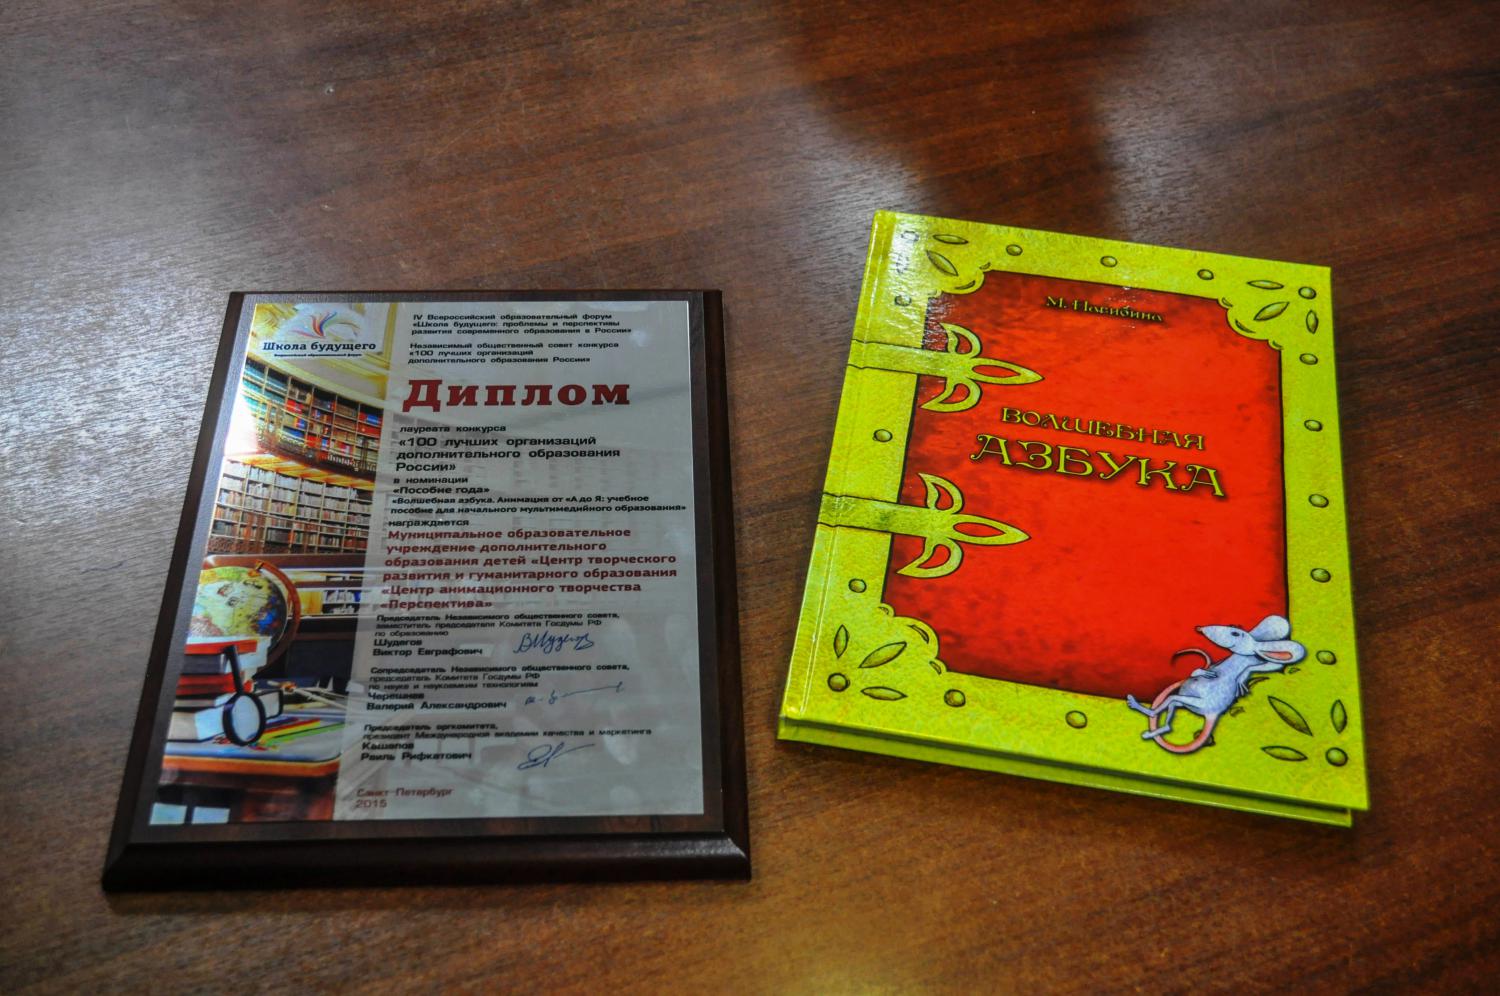 Школа будущего
Всероссийский образовательный форум
IV Всероссийский образовательный форум
«Школа будущего: проблемы и перспективы
развития современного образования в России»
Независимый общественный совет конкурса
«100 лучших организаций
дополнительного образования России»
Диплом
лауреата конкурса
«100 лучших организаций
дополнительного образования
России»
в номинации
«Пособие года»
«Волшебная азбука. Анимация от «А до Я: учебное
пособие для начального мультимедийного образования»
награждается
Муниципальное образовательное
учреждение дополнительного
образования детей «Центр творческого
развития и гуманитарного образования
«Центр анимационного творчества
«Перспектива»
Председатель Независимого общественного совета,
заместитель председателя Комитета Госдумы РФ
по образованию
Шудегов
Виктор Евграфович
Сопредседатель Независимого общественного совета,
председатель Комитета Госдумы РФ
по науке и наукоемким технологиям
Черешнев
Валерий Александрович
Председатель оргкомитета,
президент Международной академии качества и маркетинга
Кашапов
Раиль Рифкатович
Санкт-Петербург
2015
М. Нагибина
ВОЛШЕБНАЯ
АЗБУКА